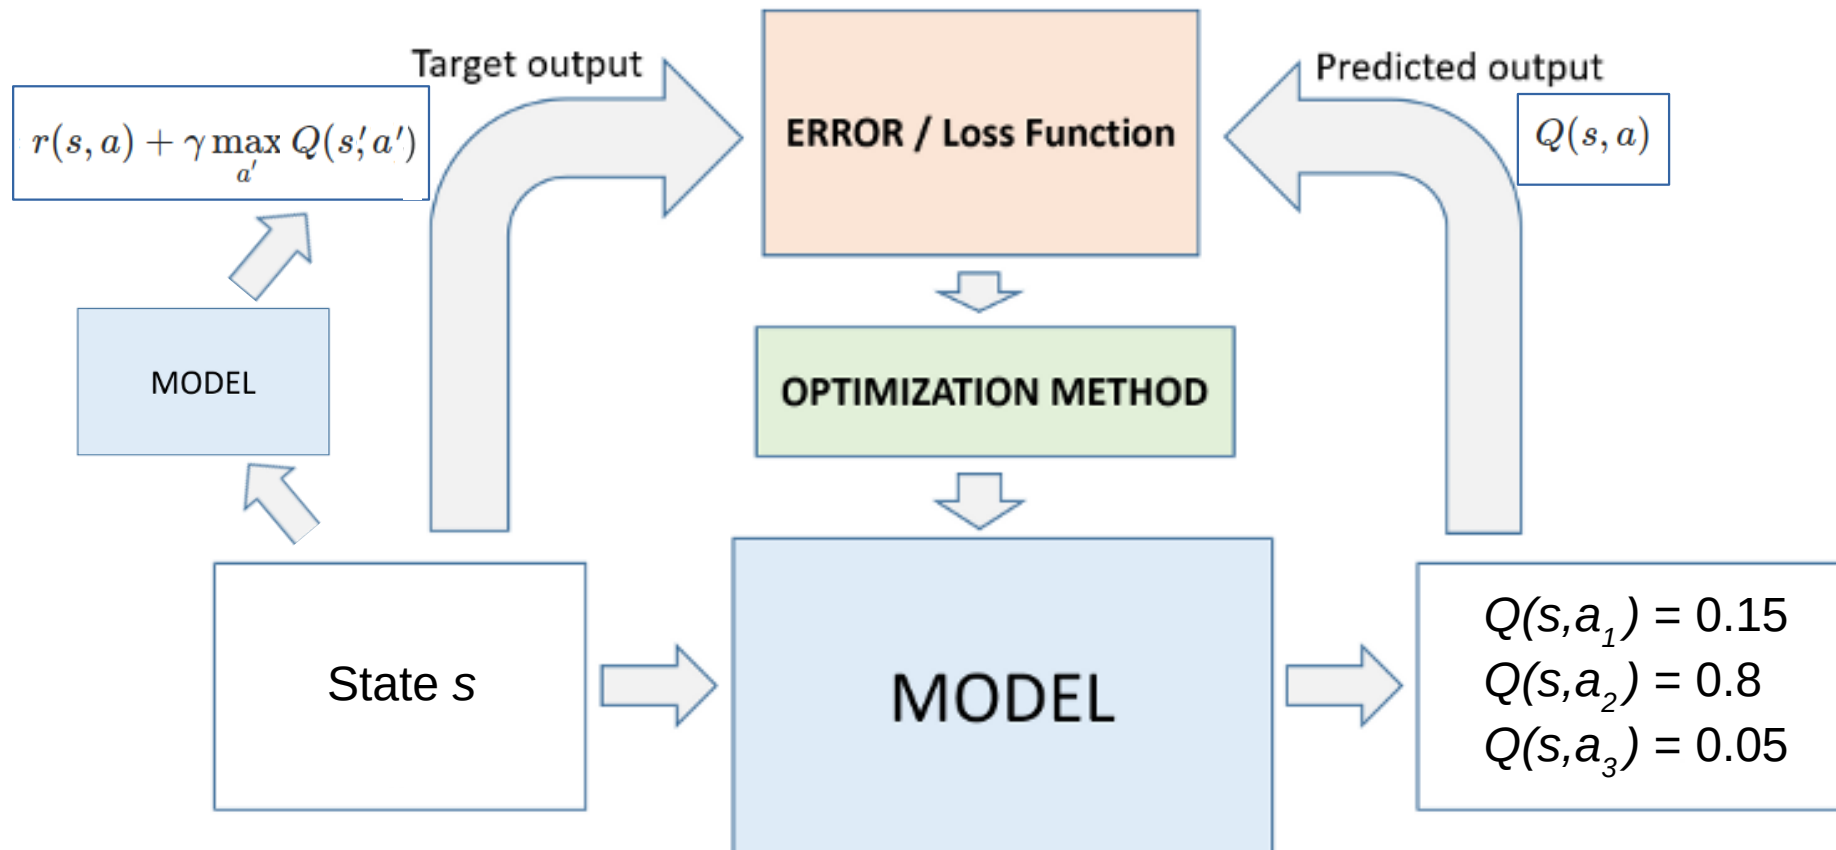 Target output
Predicted output
r(s, a) + γ max Q(s′, a′)
a′
ERROR / Loss Function
Q(s, a)
MODEL
OPTIMIZATION METHOD
State s
MODEL
Q(s,a₁) = 0.15
Q(s,a₂) = 0.8
Q(s,a₃) = 0.05